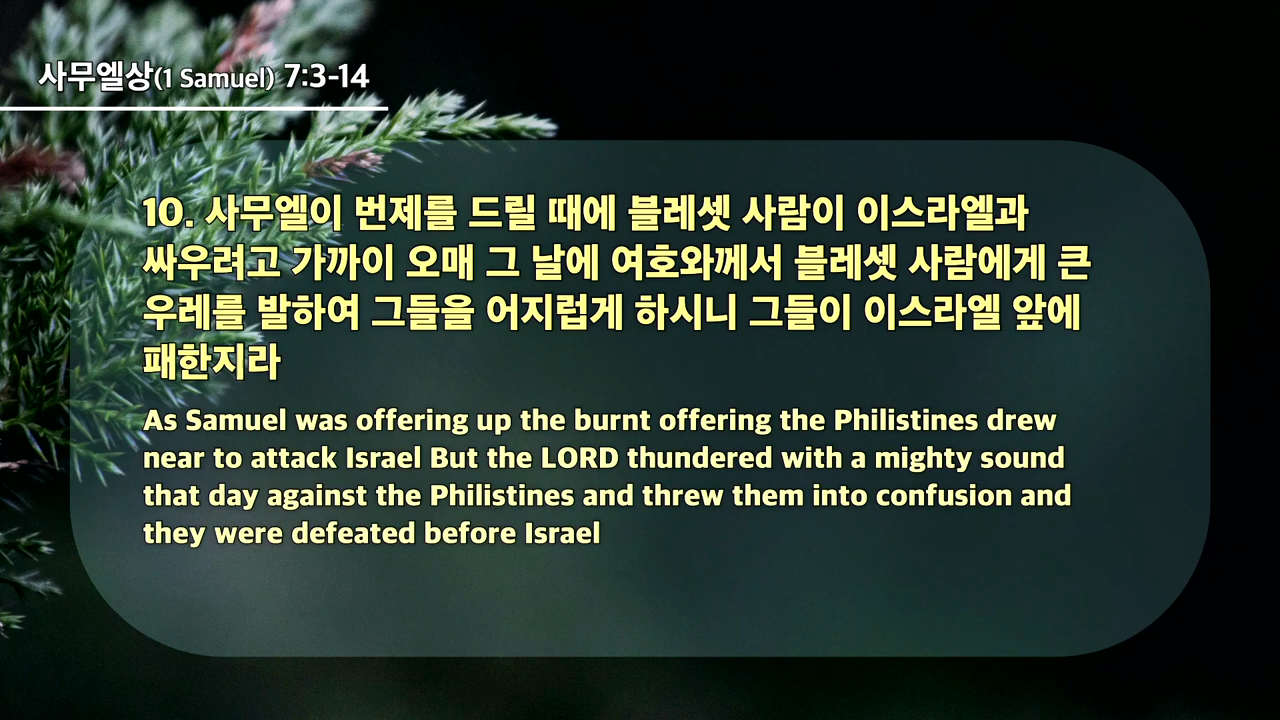 사무엘상(1 Samuel) 7:3-14
10. 사무엘이 번제를 드릴 때에 블레셋 사람이 이스라엘과
싸우려고 가까이 오매 그 날에 여호와께서 블레셋 사람에게 큰
우레를 발하여 그들을 어지럽게 하시니 그들이 이스라엘 앞에
패한지라
As Samuel was offering up the burnt offering the Philistines drew
near to attack Israel But the LORD thundered with a mighty sound
that day against the Philistines and threw them into confusion and
they were defeated before Israel